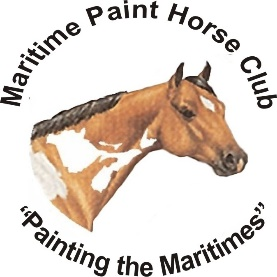 Maritime Paint Horse Club
"Painting the Maritimes"